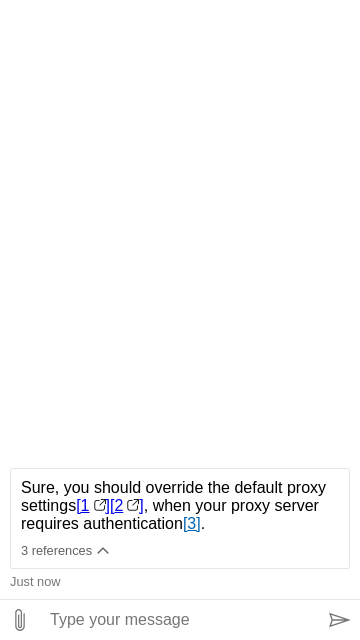 Sure, you should override the default proxy
settings[1 ][2 ], when your proxy server
requires authentication[3].
3 references
Just now
Type your message